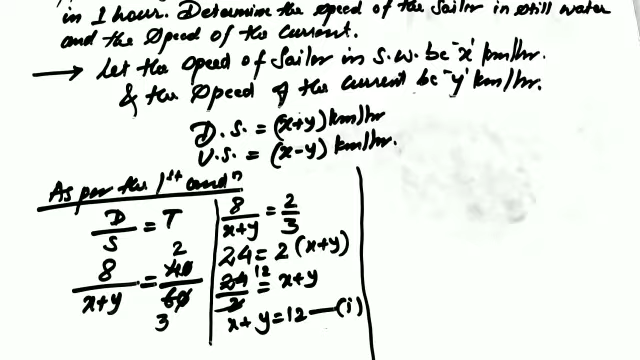 in 1 hour. Determine the speed of the Sailor in still water
and the Speed of the Current.
→ Let the speed of Sailor in S.W. be 'x' km/hr.
& the Speed of the current be 'y' km/hr.
D.S. = (x+y) km/hr
U.S. = (x-y) km/hr.
As per the 1st condn
D/S = T
8/(x+y) = 40/60
2
3
8/(x+y) = 2/3
24 = 2(x+y)
24/2 = x+y
12
x+y=12 —(i)